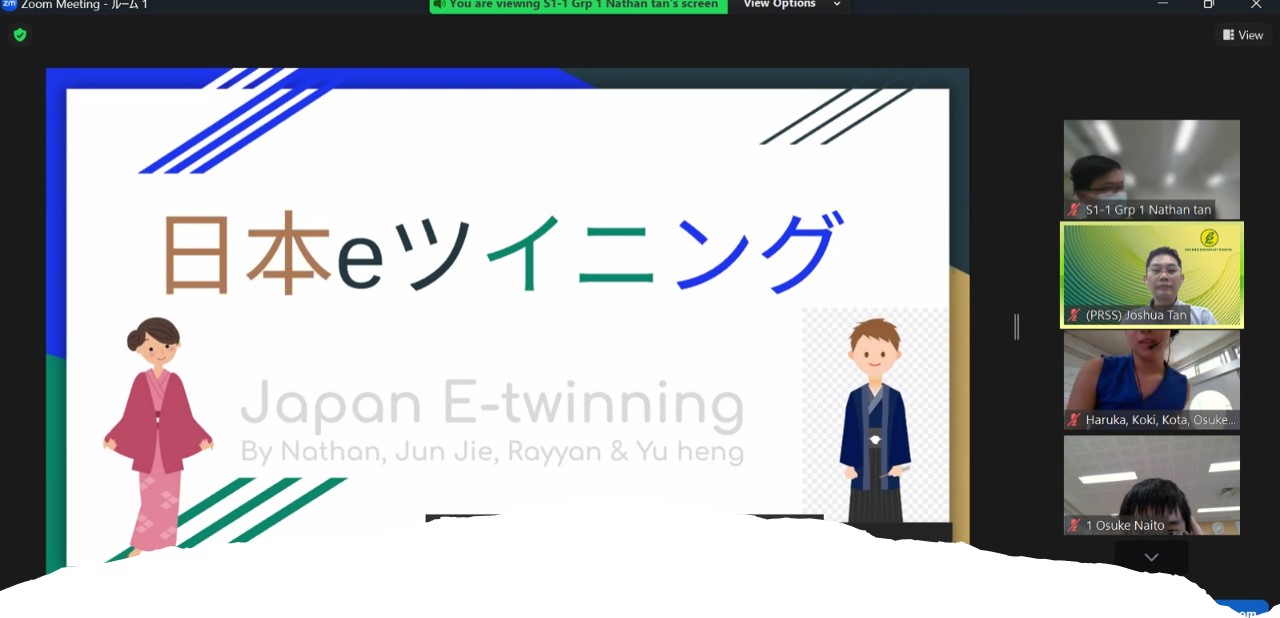 Zoom Meeting - ルーム 1
You are viewing S1-1 Grp 1 Nathan tan's screen
View Options
View
日本eツイニング
Japan E-twinning
By Nathan, Jun Jie, Rayyan & Yu heng
S1-1 Grp 1 Nathan tan
(PRSS) Joshua Tan
Haruka, Koki, Kota, Osuke...
1 Osuke Naito